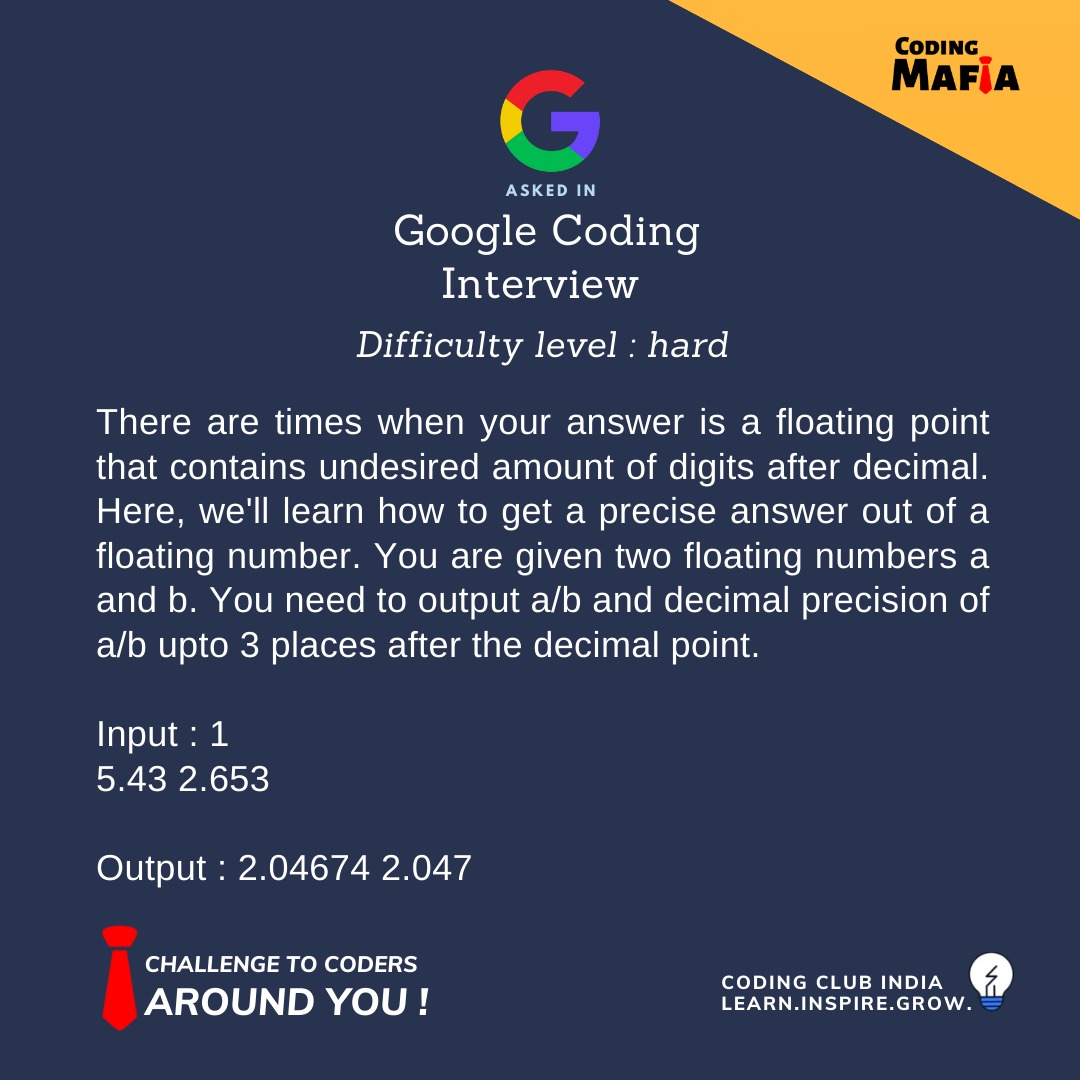 CODING
MAFIA
G
ASKED IN
Google Coding
Interview
Difficulty level : hard
There are times when your answer is a floating point
that contains undesired amount of digits after decimal.
Here, we'll learn how to get a precise answer out of a
floating number. You are given two floating numbers a
and b. You need to output a/b and decimal precision of
a/b upto 3 places after the decimal point.
Input : 1
5.43 2.653
Output : 2.04674 2.047
CHALLENGE TO CODERS
AROUND YOU !
CODING CLUB INDIA
LEARN.INSPIRE.GROW.